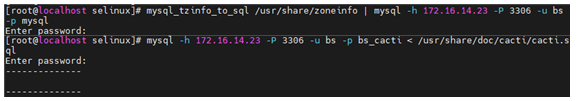 [root@localhost selinux]# mysql_tzinfo_to_sql /usr/share/zoneinfo | mysql -h 172.16.14.23 -P 3306 -u bs
-p mysql
Enter password:
[root@localhost selinux]# mysql -h 172.16.14.23 -P 3306 -u bs -p bs_cacti < /usr/share/doc/cacti/cacti.s
ql
Enter password:
--------------
--------------